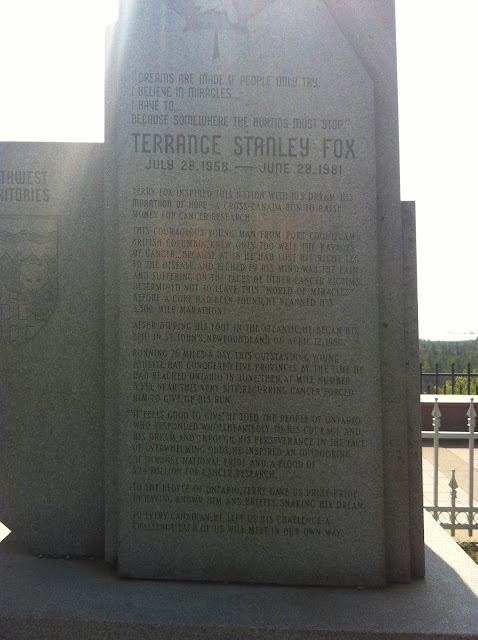 "DREAMS ARE MADE IF PEOPLE ONLY TRY.
I BELIEVE IN MIRACLES...
I HAVE TO...
BECAUSE SOMEWHERE THE HURTING MUST STOP."
TERRANCE STANLEY FOX
JULY 28, 1958 — JUNE 28, 1981
TERRY FOX INSPIRED THIS NATION WITH HIS DREAM-HIS
MARATHON OF HOPE-A CROSS-CANADA RUN TO RAISE
MONEY FOR CANCER RESEARCH.
THIS COURAGEOUS YOUNG MAN FROM PORT COQUITLAM
BRITISH COLUMBIA KNEW ONLY TOO WELL THE RAVAGES
OF CANCER...BECAUSE AT 18 HE HAD LOST HIS RIGHT LEG
TO THE DISEASE, AND ETCHED IN HIS MIND WAS THE PAIN
AND SUFFERING ON THE FACES OF OTHER CANCER VICTIMS.
DETERMINED NOT TO LEAVE THIS "WORLD OF MIRACLES"
BEFORE A CURE HAD BEEN FOUND, HE PLANNED HIS
5,300-MILE MARATHON.
AFTER DIPPING HIS FOOT IN THE ATLANTIC, HE BEGAN HIS
EPIC IN ST. JOHN'S, NEWFOUNDLAND, ON APRIL 12, 1980.
RUNNING 26 MILES A DAY, THIS OUTSTANDING YOUNG
ATHLETE HAD CONQUERED FIVE PROVINCES BY THE TIME HE
HAD REACHED ONTARIO IN JUNE. THEN, AT MILE NUMBER
3,339, NEAR THIS VERY SITE, RECURRING CANCER FORCED
HIM TO GIVE UP HIS RUN.
"IT FEELS GOOD TO GIVE" HE TOLD THE PEOPLE OF ONTARIO
WHO RESPONDED WHOLEHEARTEDLY TO HIS COURAGE AND
HIS DREAM. AND THROUGH HIS PERSEVERANCE IN THE FACE
OF OVERWHELMING ODDS, HE INSPIRED AN OUTPOURING
OF IMMENSE NATIONAL PRIDE AND A FLOOD OF
MILLION FOR CANCER RESEARCH.
TO THE PEOPLE OF ONTARIO, TERRY GAVE US PRIDE-PRIDE
IN HAVING KNOWN HIM AND BRIEFLY SHARING HIS DREAM.
TO EVERY CANADIAN, HE LEFT US HIS CHALLENGE-A
CHALLENGE EACH OF US WILL MEET IN OUR OWN WAY.
THWEST
RITORIES